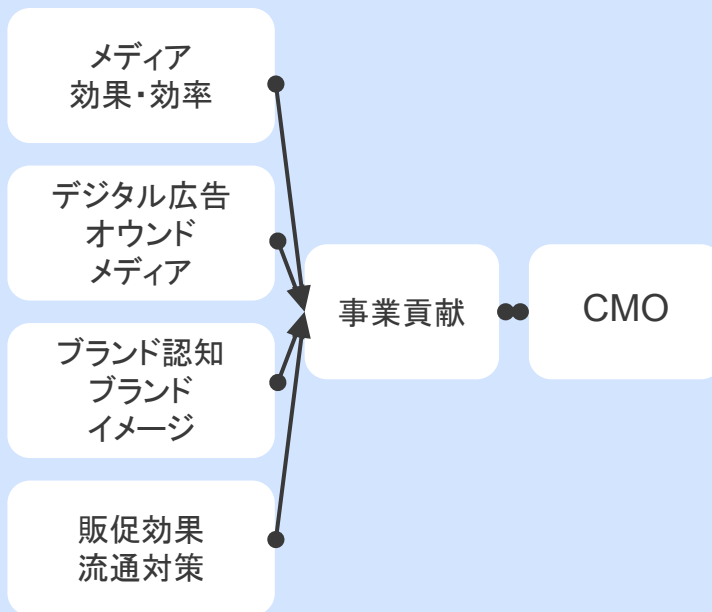 メディア
効果・効率
デジタル広告
オウンド
メディア
ブランド認知
ブランド
イメージ
販促効果
流通対策
事業貢献
CMO